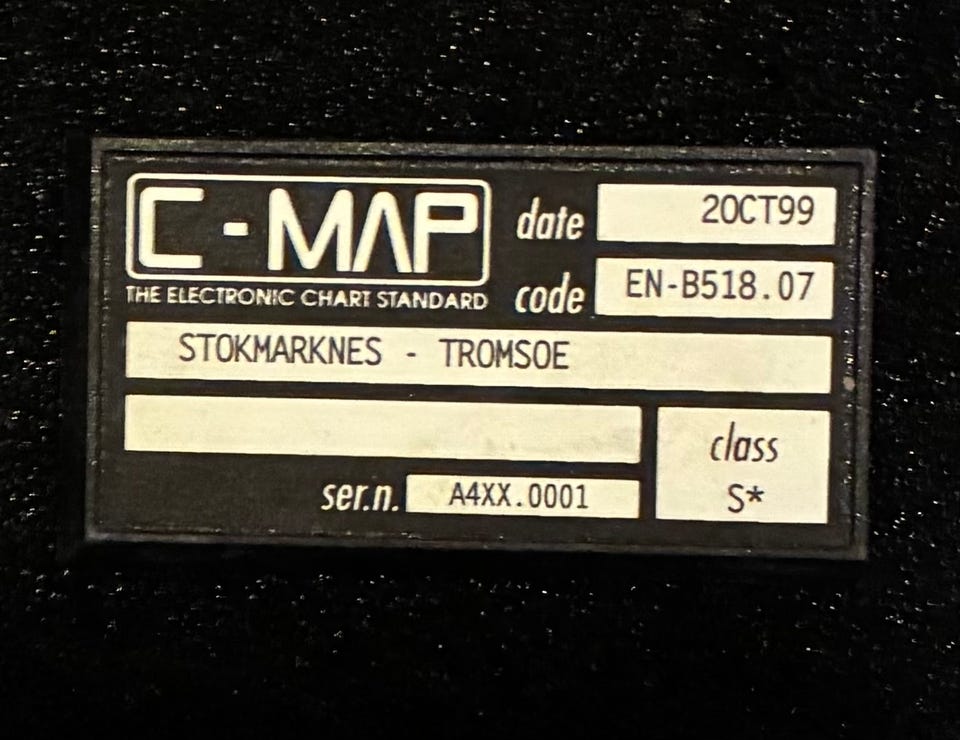 C-MAP
THE ELECTRONIC CHART STANDARD
date 2OCT99
code EN-B518.07
STOKMARKNES - TROMSOE
class
S*
ser.n. A4XX.0001